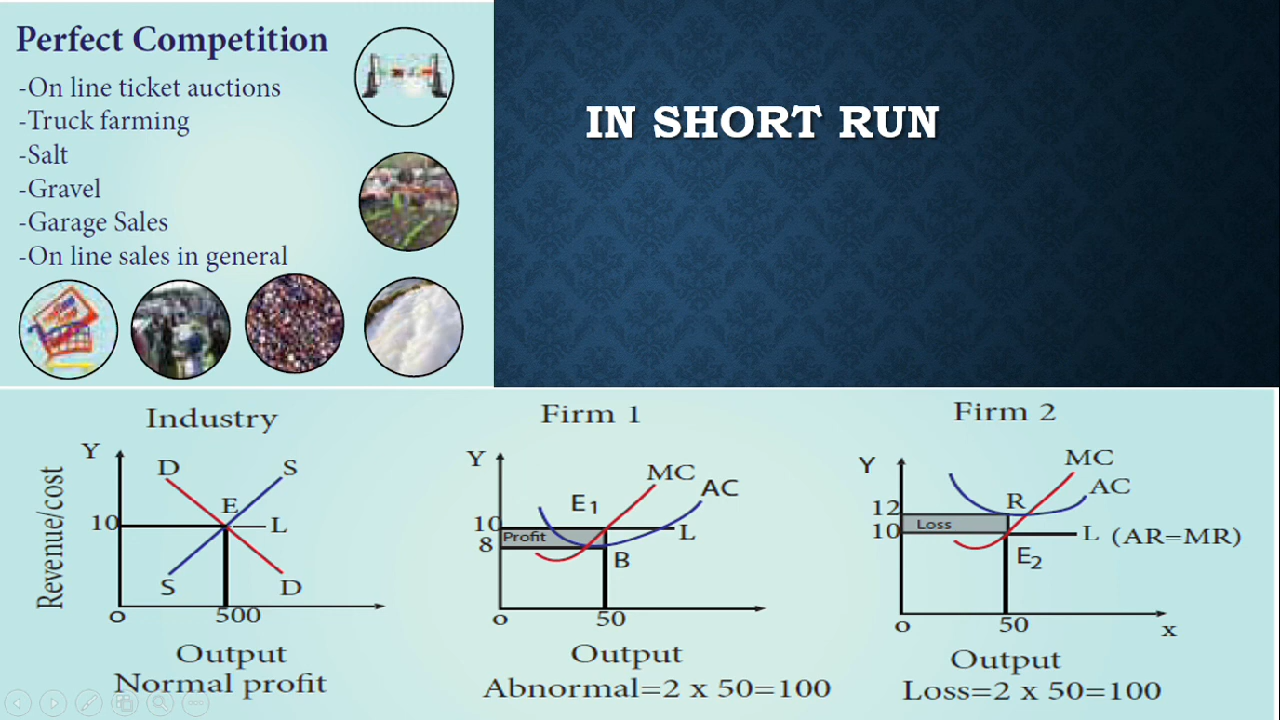 Perfect Competition
-On line ticket auctions
-Truck farming
-Salt
-Gravel
-Garage Sales
-On line sales in general
IN SHORT RUN
Industry
Revenue/cost
Y
D
S
E
10
L
S
D
O
500
Output
Normal profit
Firm 1
Y
MC
AC
E1
10
Profit
L
8
B
O
50
Output
Abnormal=2 x 50=100
Firm 2
Y
MC
AC
R
12
Loss
10
L (AR=MR)
E2
O
50
x
Output
Loss=2 x 50=100